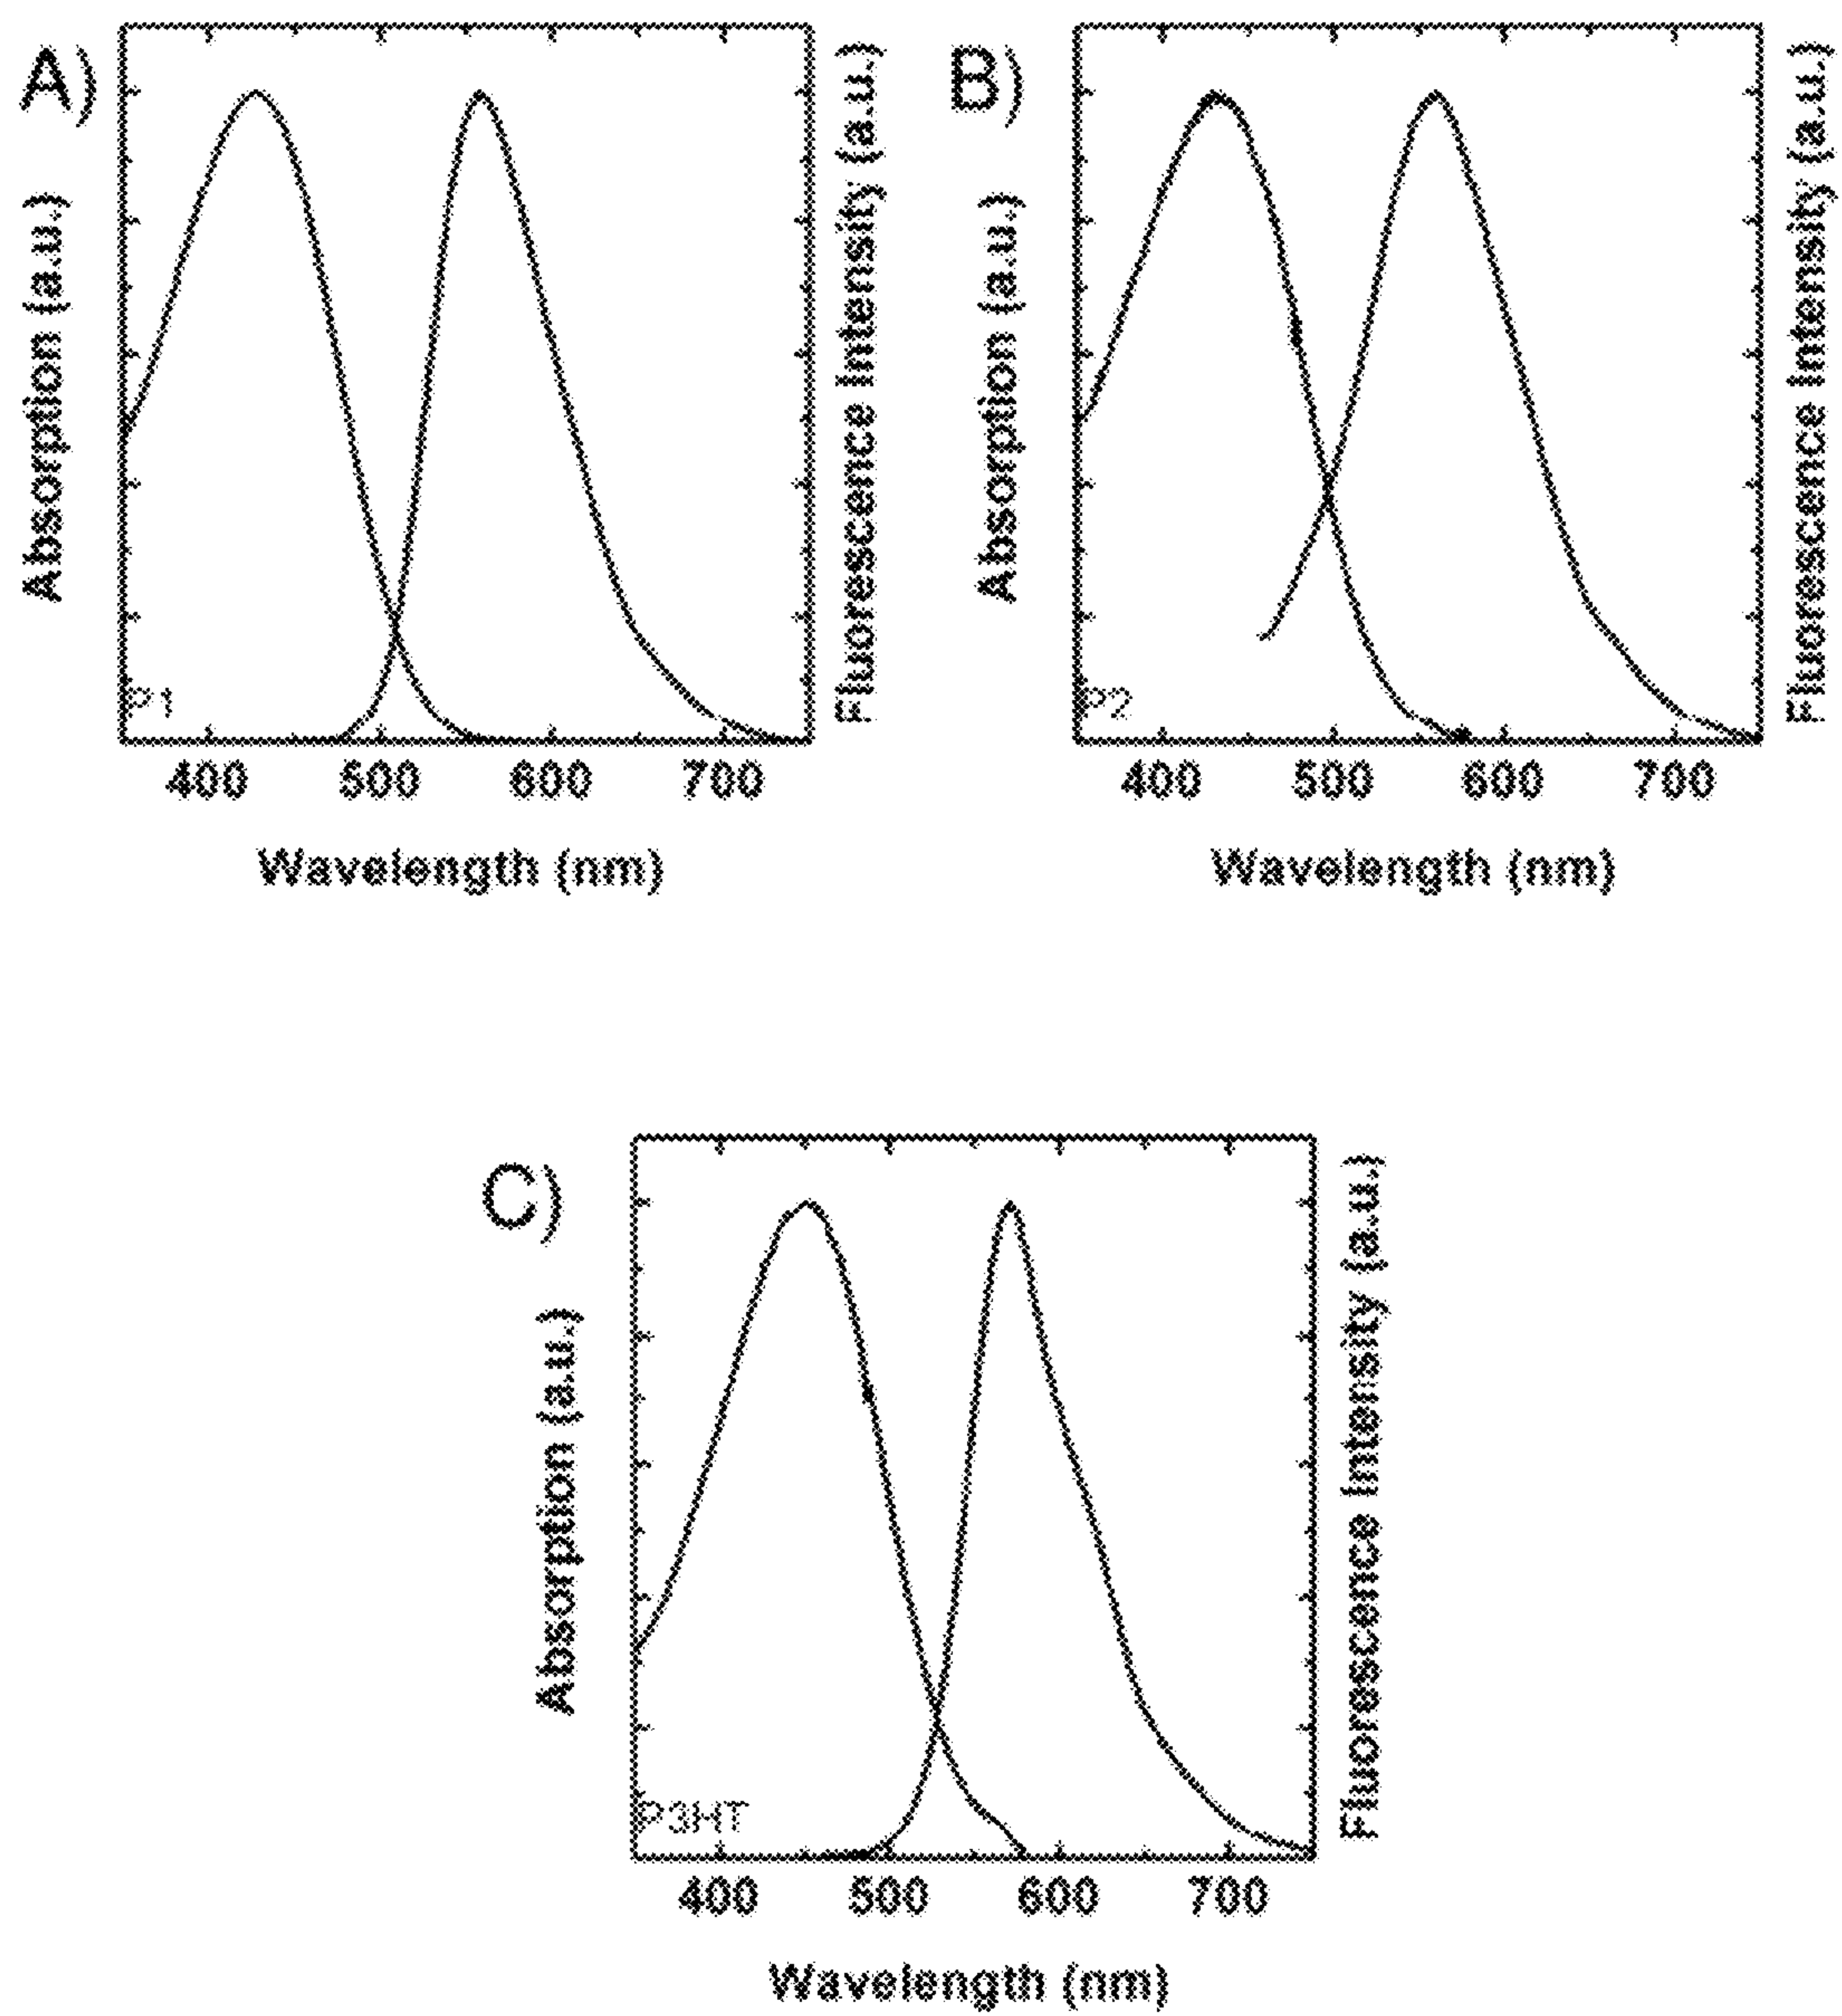 A)
Absorption (a.u.)
Fluorescence Intensity (a.u.)
P1
400 500 600 700
Wavelength (nm)
B)
Absorption (a.u.)
Fluorescence Intensity (a.u.)
P2
400 500 600 700
Wavelength (nm)
C)
Absorption (a.u.)
Fluorescence Intensity (a.u.)
P3HT
400 500 600 700
Wavelength (nm)